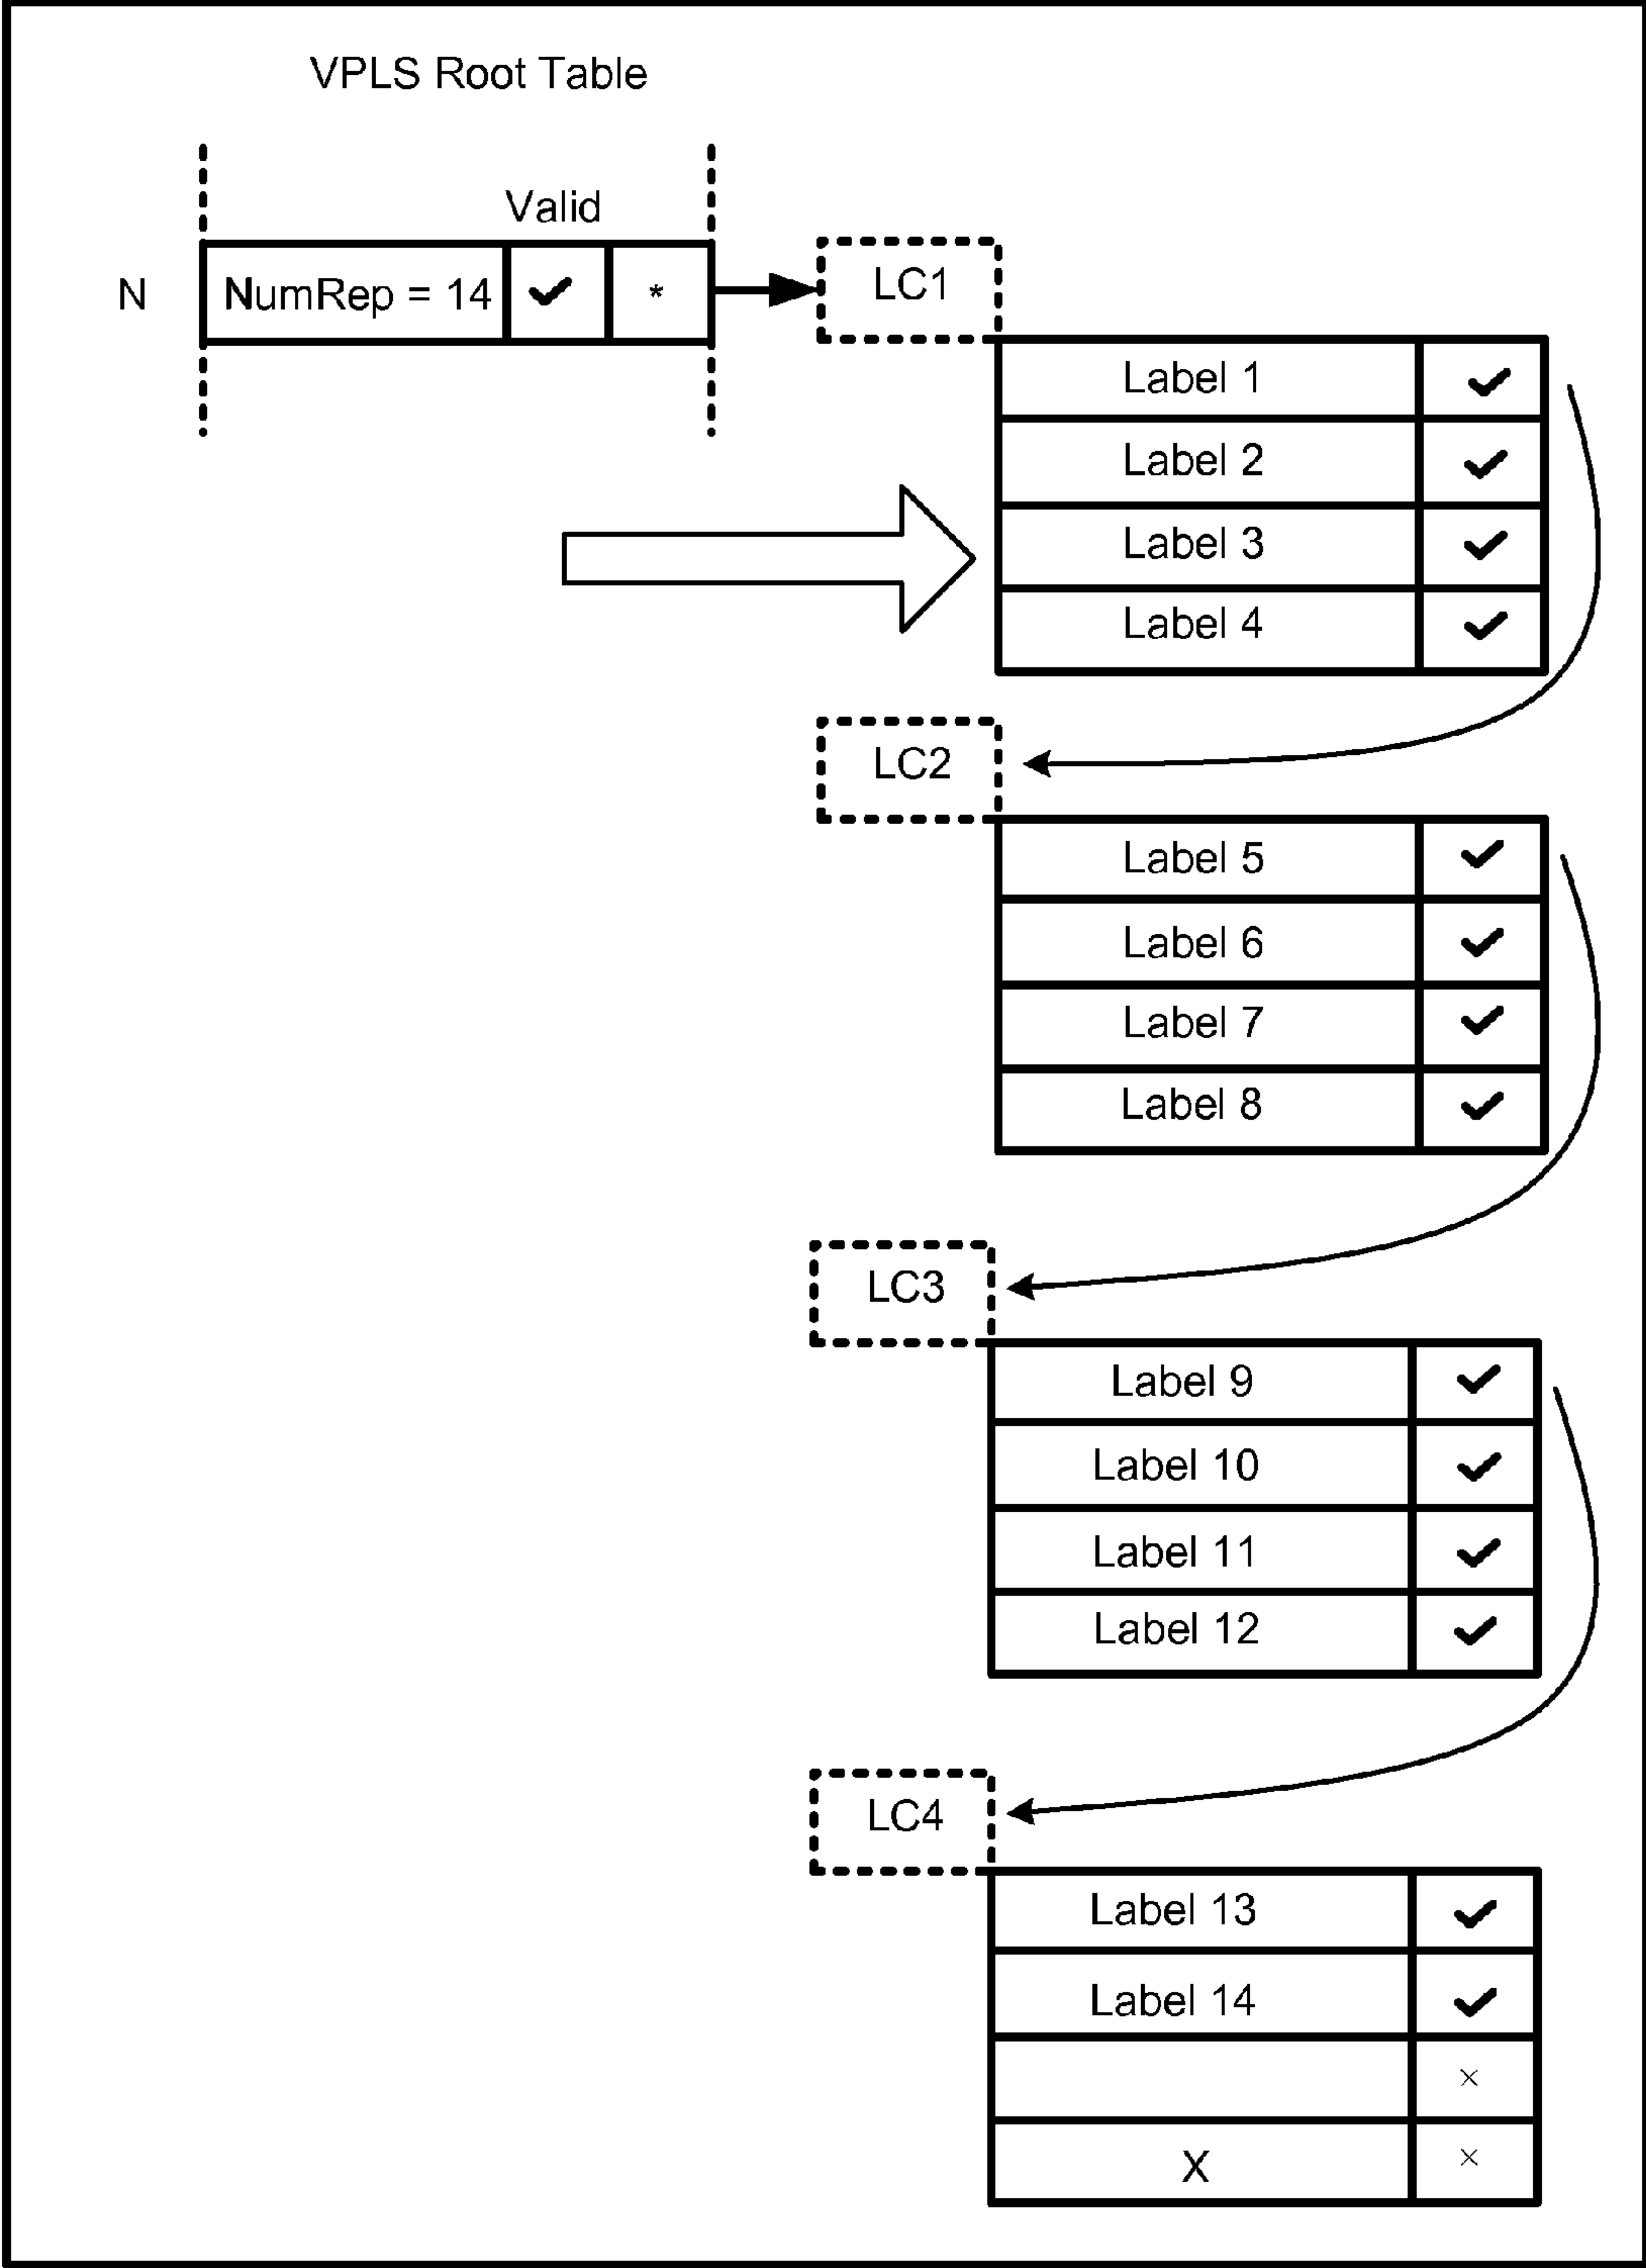 VPLS Root Table
Valid
N NumRep = 14 *
LC1
Label 1
Label 2
Label 3
Label 4
LC2
Label 5
Label 6
Label 7
Label 8
LC3
Label 9
Label 10
Label 11
Label 12
LC4
Label 13
Label 14
X